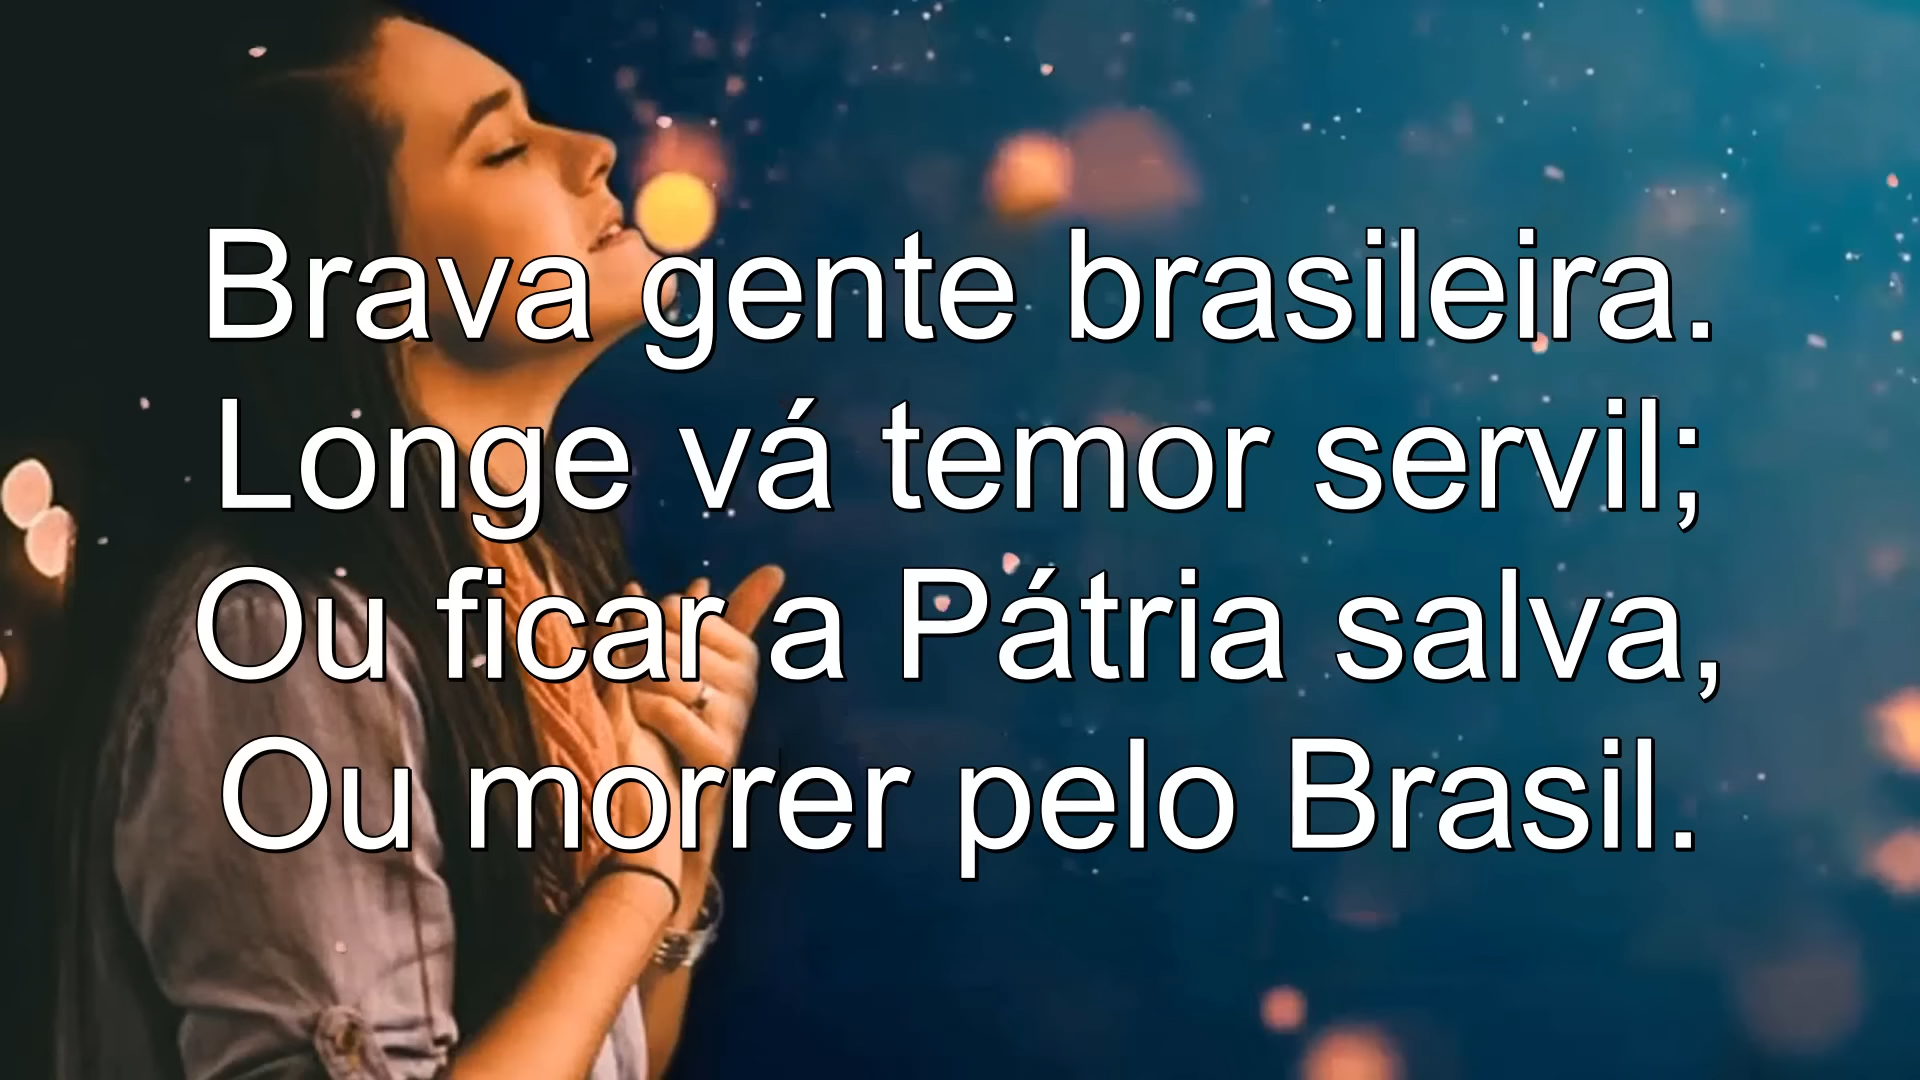 Brava gente brasileira.
Longe vá temor servil;
Ou ficar a Pátria salva,
Ou morrer pelo Brasil.